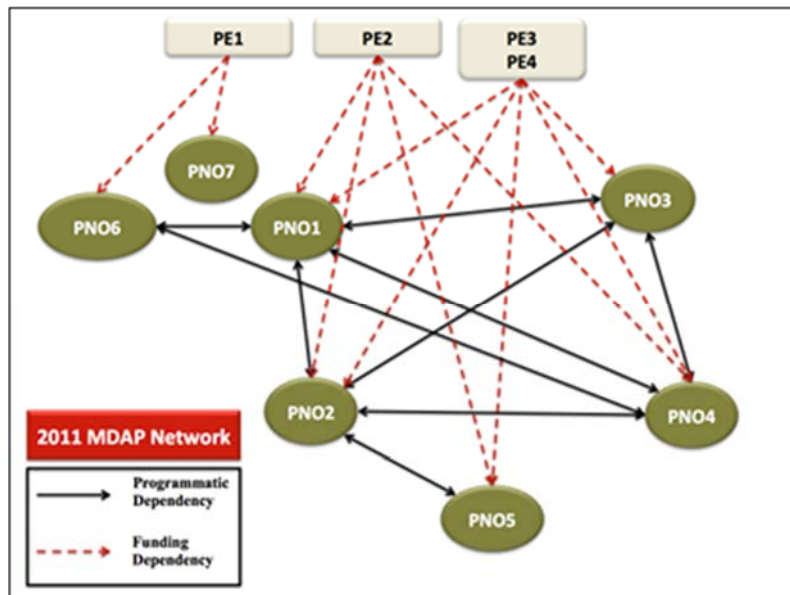 PE1
PE2
PE3
PE4
PNO7
PNO6
PNO1
PNO3
PNO2
PNO4
PNO5
2011 MDAP Network
Programmatic
Dependency
Funding
Dependency